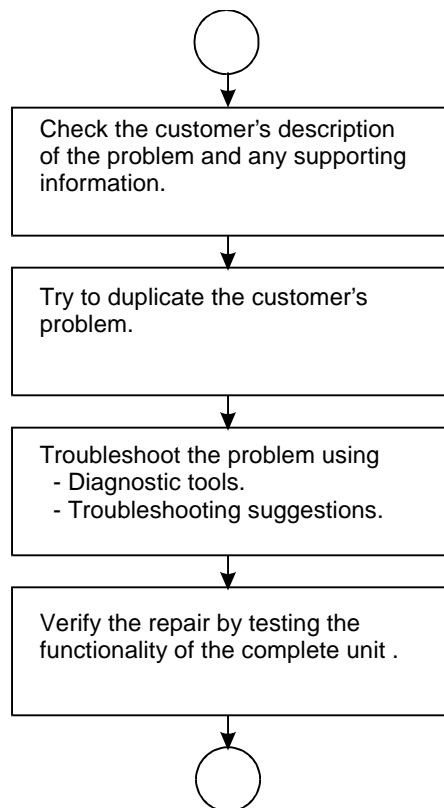 Check the customer’s description
of the problem and any supporting
information.
Try to duplicate the customer’s
problem.
Troubleshoot the problem using
- Diagnostic tools.
- Troubleshooting suggestions.
Verify the repair by testing the
functionality of the complete unit .